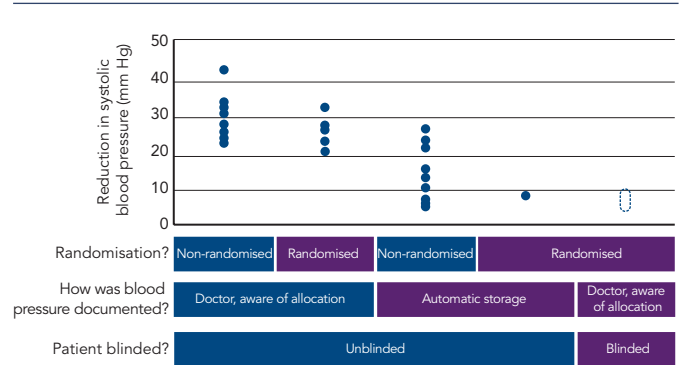 Reduction in systolic
blood pressure (mm Hg)
50
40
30
20
10
0
Randomisation?
Non-randomised
Randomised
Non-randomised
Randomised
How was blood
pressure documented?
Doctor, aware of allocation
Automatic storage
Doctor, aware
of allocation
Patient blinded?
Unblinded
Blinded